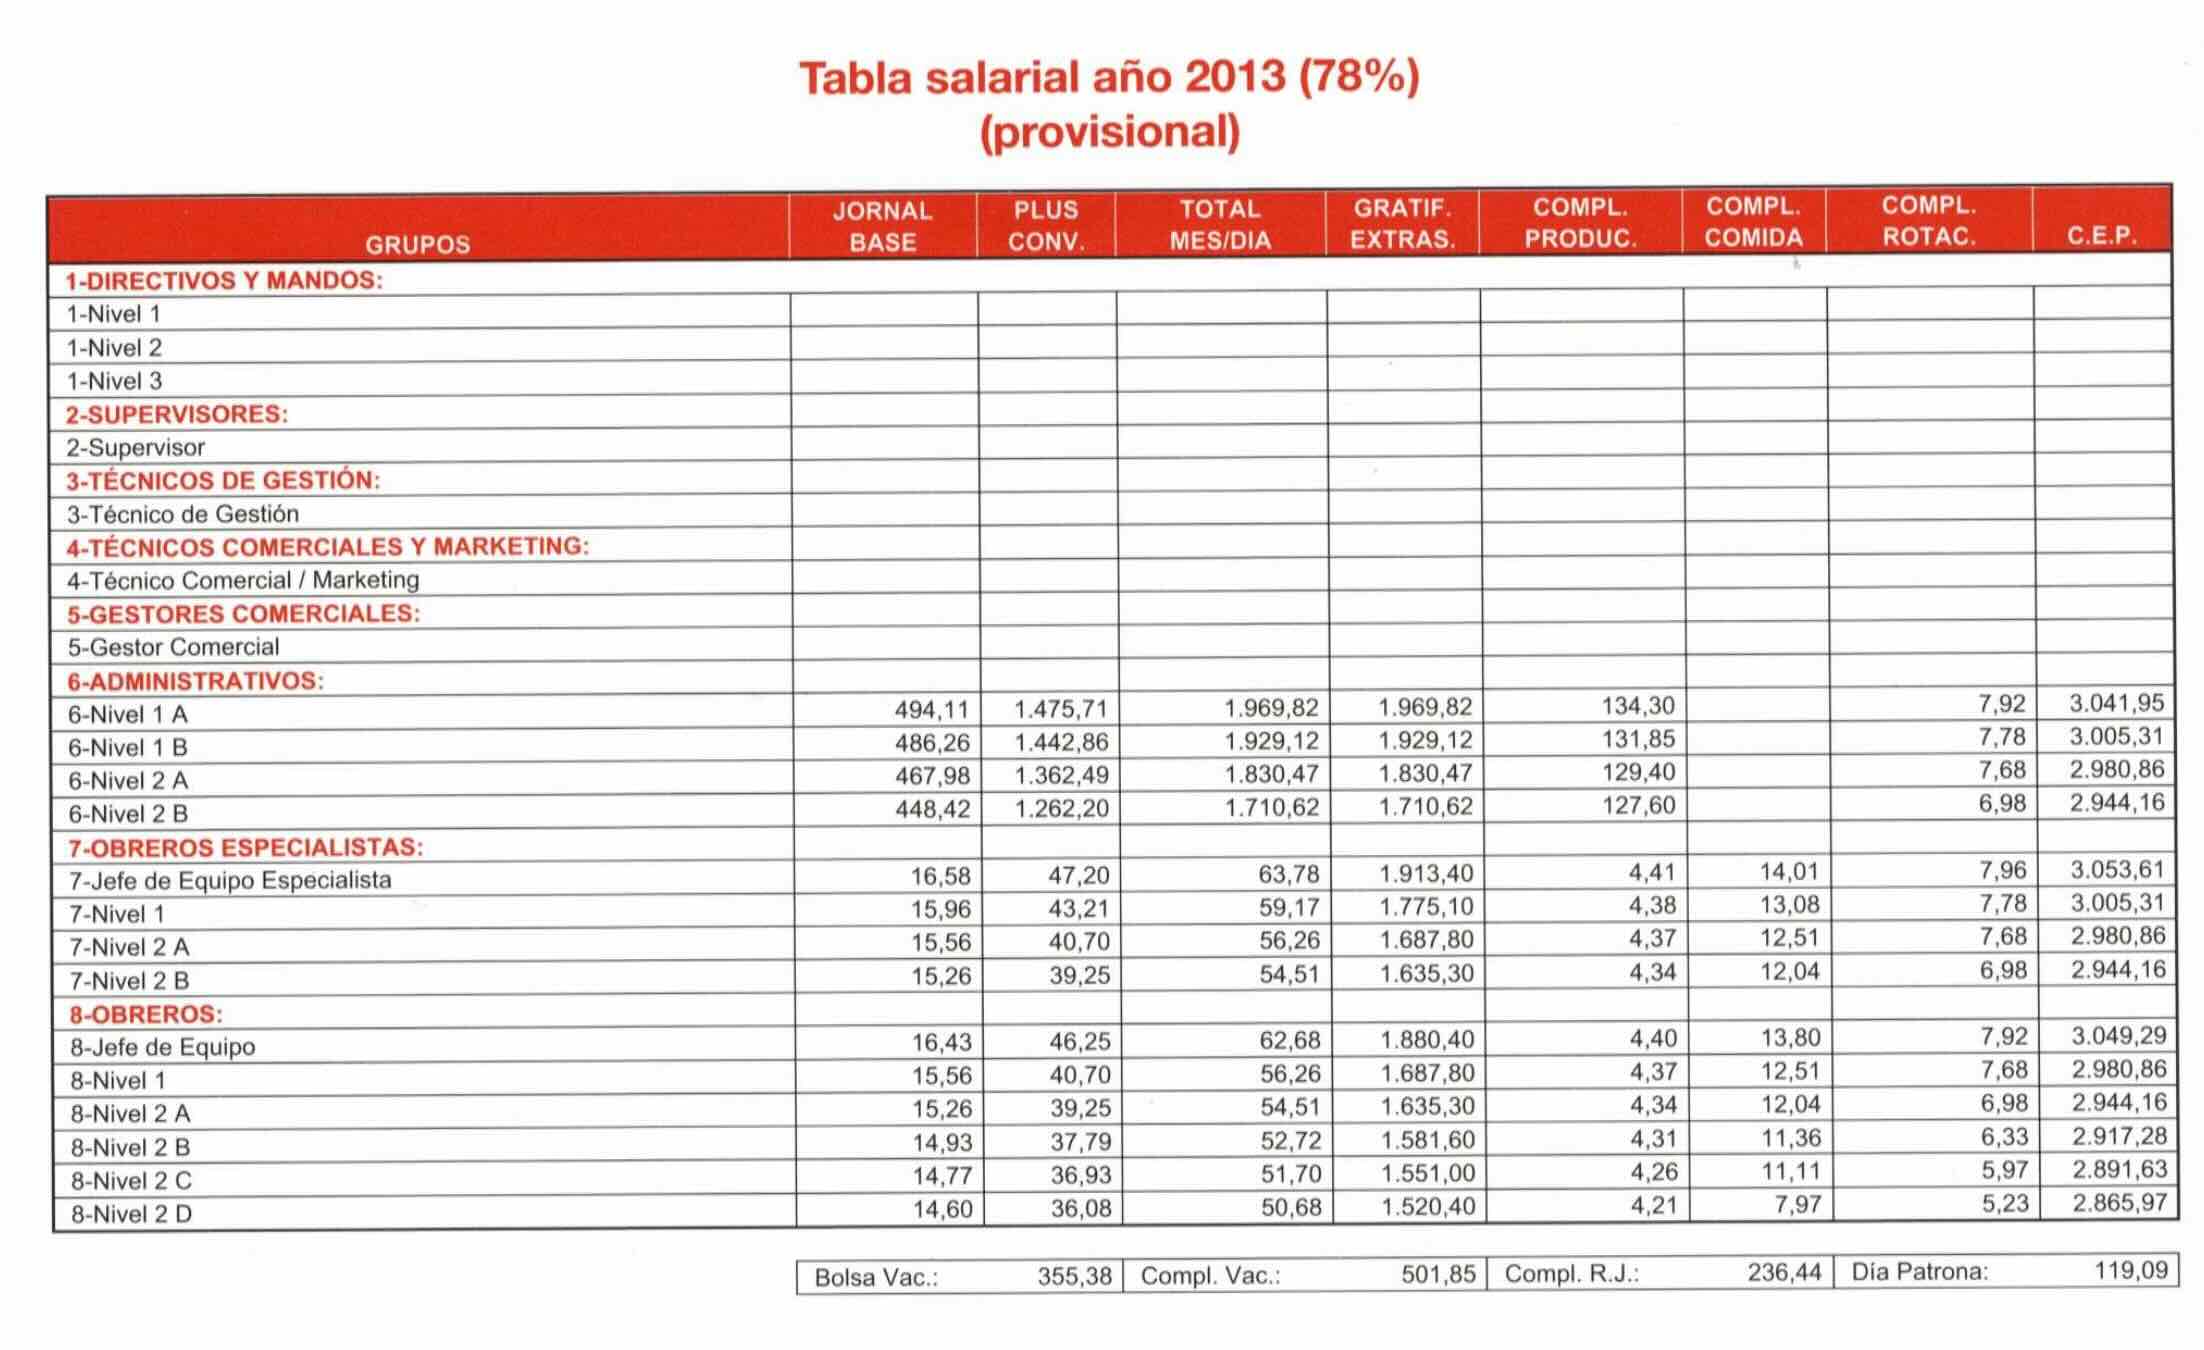 Tabla salarial año 2013 (78%)
(provisional)
GRUPOS JORNAL BASE PLUS CONV. TOTAL MES/DIA GRATIF. EXTRAS. COMPL. PRODUC. COMPL. COMIDA COMPL. ROTAC. C.E.P.
1-DIRECTIVOS Y MANDOS:
1-Nivel 1
1-Nivel 2
1-Nivel 3
2-SUPERVISORES:
2-Supervisor
3-TÉCNICOS DE GESTIÓN:
3-Técnico de Gestión
4-TÉCNICOS COMERCIALES Y MARKETING:
4-Técnico Comercial / Marketing
5-GESTORES COMERCIALES:
5-Gestor Comercial
6-ADMINISTRATIVOS:
6-Nivel 1 A 494,11 1.475,71 1.969,82 1.969,82 134,30 7,92 3.041,95
6-Nivel 1 B 486,26 1.442,86 1.929,12 1.929,12 131,85 7,78 3.005,31
6-Nivel 2 A 467,98 1.362,49 1.830,47 1.830,47 129,40 7,68 2.980,86
6-Nivel 2 B 448,42 1.262,20 1.710,62 1.710,62 127,60 6,98 2.944,16
7-OBREROS ESPECIALISTAS:
7-Jefe de Equipo Especialista 16,58 47,20 63,78 1.913,40 4,41 14,01 7,96 3.053,61
7-Nivel 1 15,96 43,21 59,17 1.775,10 4,38 13,08 7,78 3.005,31
7-Nivel 2 A 15,56 40,70 56,26 1.687,80 4,37 12,51 7,68 2.980,86
7-Nivel 2 B 15,26 39,25 54,51 1.635,30 4,34 12,04 6,98 2.944,16
8-OBREROS:
8-Jefe de Equipo 16,43 46,25 62,68 1.880,40 4,40 13,80 7,92 3.049,29
8-Nivel 1 15,56 40,70 56,26 1.687,80 4,37 12,51 7,68 2.980,86
8-Nivel 2 A 15,26 39,25 54,51 1.635,30 4,34 12,04 6,98 2.944,16
8-Nivel 2 B 14,93 37,79 52,72 1.581,60 4,31 11,36 6,33 2.917,28
8-Nivel 2 C 14,77 36,93 51,70 1.551,00 4,26 11,11 5,97 2.891,63
8-Nivel 2 D 14,60 36,08 50,68 1.520,40 4,21 7,97 5,23 2.865,97
Bolsa Vac.: 355,38 Compl. Vac.: 501,85 Compl. R.J.: 236,44 Día Patrona: 119,09